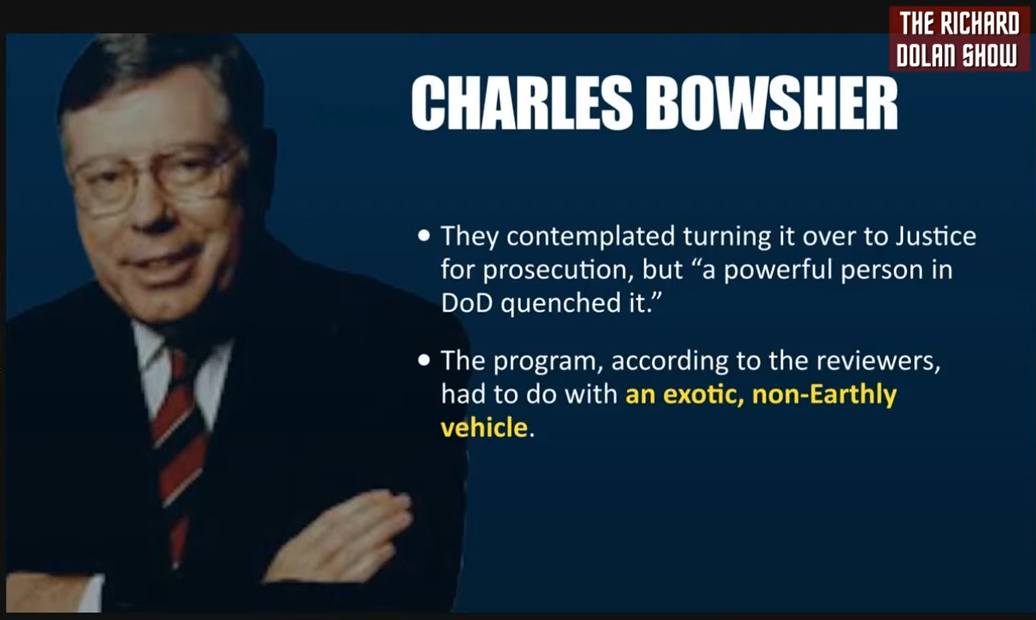 THE RICHARD
DOLAN SHOW
CHARLES BOWSHER
• They contemplated turning it over to Justice
for prosecution, but “a powerful person in
DoD quenched it.”
• The program, according to the reviewers,
had to do with an exotic, non-Earthly
vehicle.